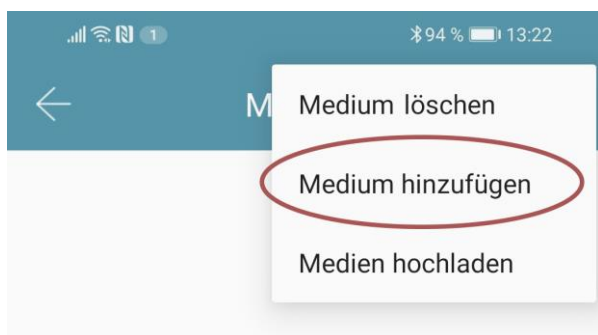 1 94 % 13:22
M
Medium löschen
Medium hinzufügen
Medien hochladen